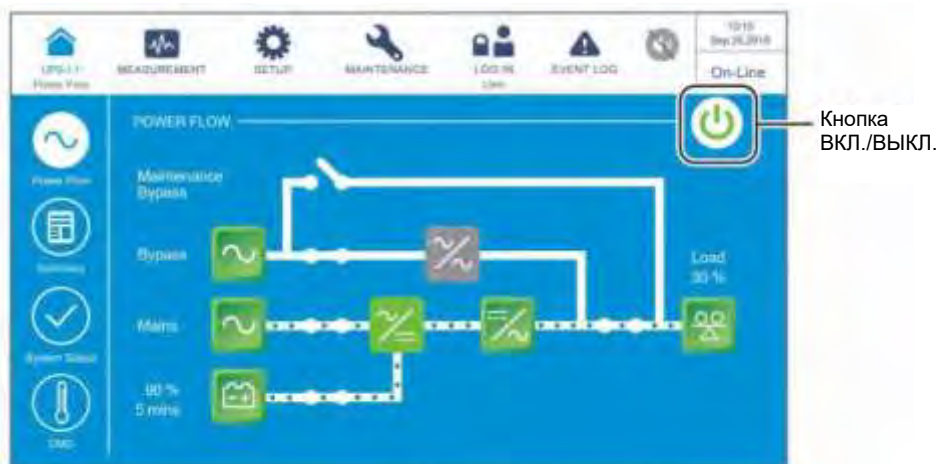 10:15
Sep 26,2018
UPS-1-1
MEASUREMENT
SETUP
MAINTENANCE
LOG IN
EVENT LOG
On-Line
Power Flow
User
POWER FLOW
Кнопка
ВКЛ./ВЫКЛ.
Power Flow
Maintenance
Bypass
Summary
Bypass
Load
30 %
Mains
System Status
90 %
5 mins